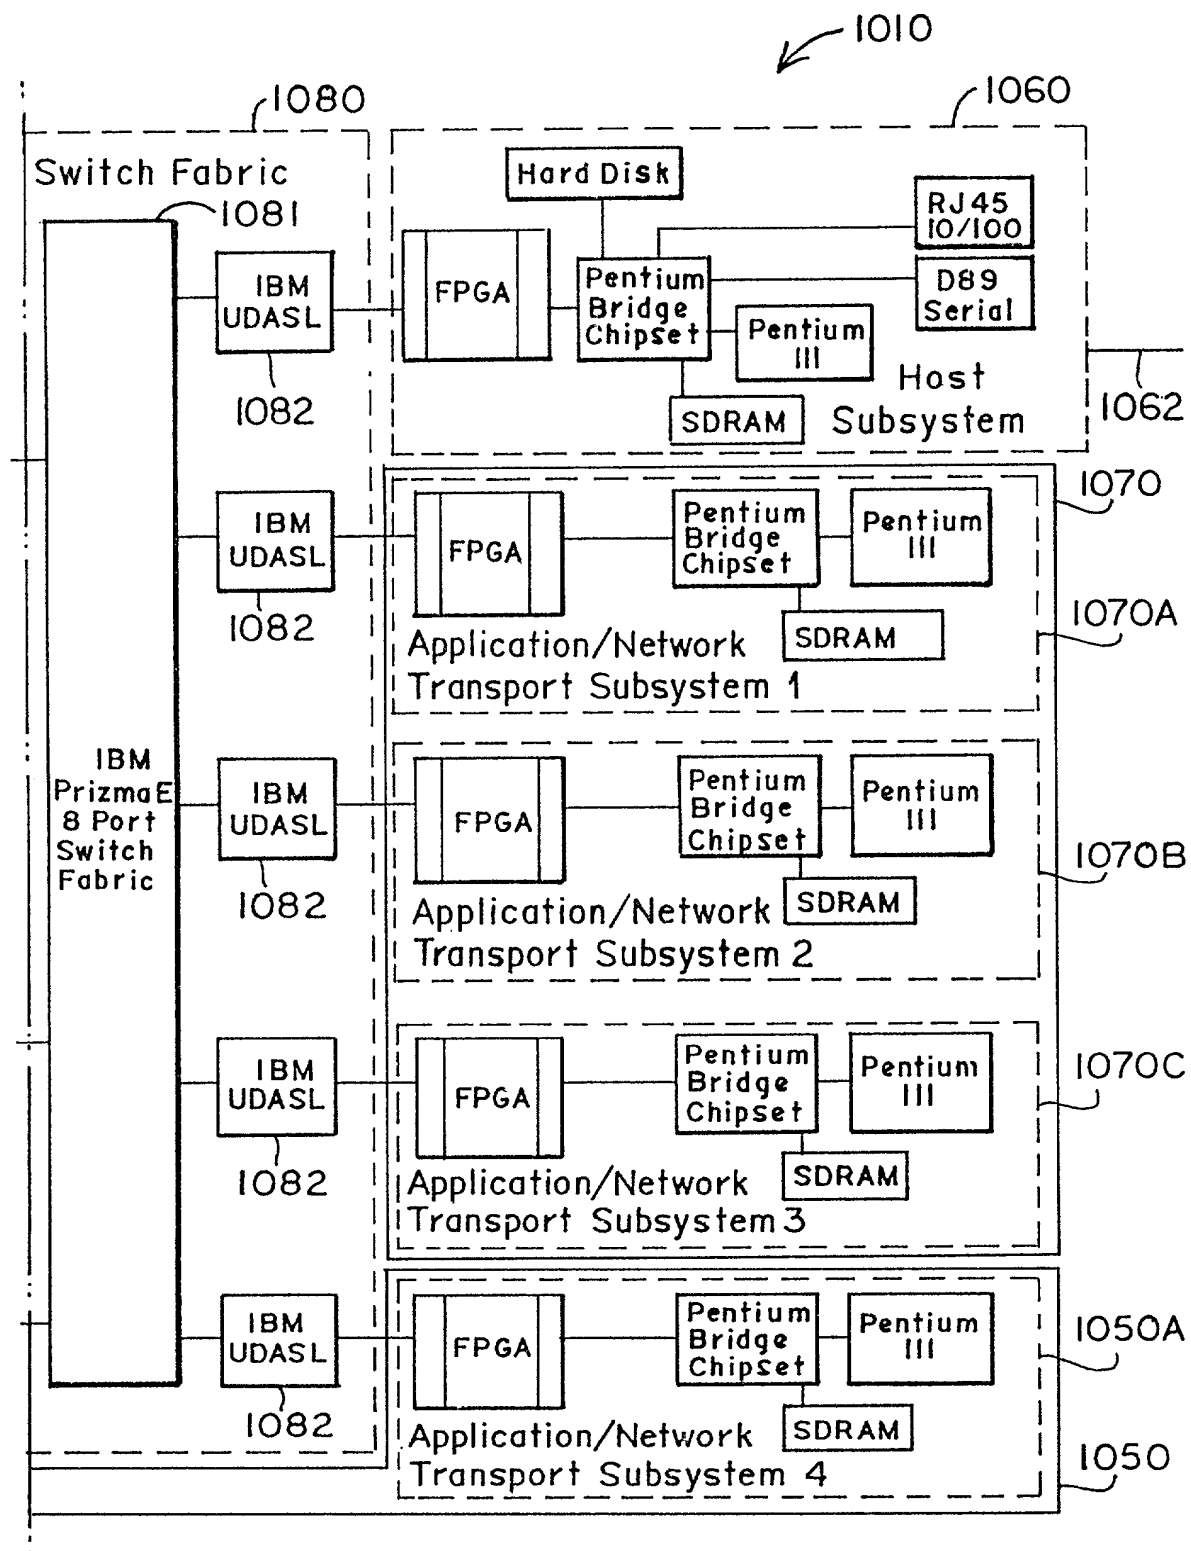 1010
1080
1060
Switch Fabric
1081
Hard Disk
RJ45
10/100
FPGA
Pentium
Bridge
Chipset
D89
Serial
IBM
UDASL
Pentium
III
1082
SDRAM
Host
Subsystem
1062
1070
IBM
UDASL
FPGA
Pentium
Bridge
Chipset
Pentium
III
1082
1070A
SDRAM
Application/Network
Transport Subsystem 1
IBM
PrizmaE
8 Port
Switch
Fabric
IBM
UDASL
FPGA
Pentium
Bridge
Chipset
Pentium
III
1070B
1082
SDRAM
Application/Network
Transport Subsystem 2
IBM
UDASL
FPGA
Pentium
Bridge
Chipset
Pentium
III
1070C
1082
SDRAM
Application/Network
Transport Subsystem 3
IBM
UDASL
FPGA
Pentium
Bridge
Chipset
Pentium
III
1050A
1082
SDRAM
Application/Network
Transport Subsystem 4
1050